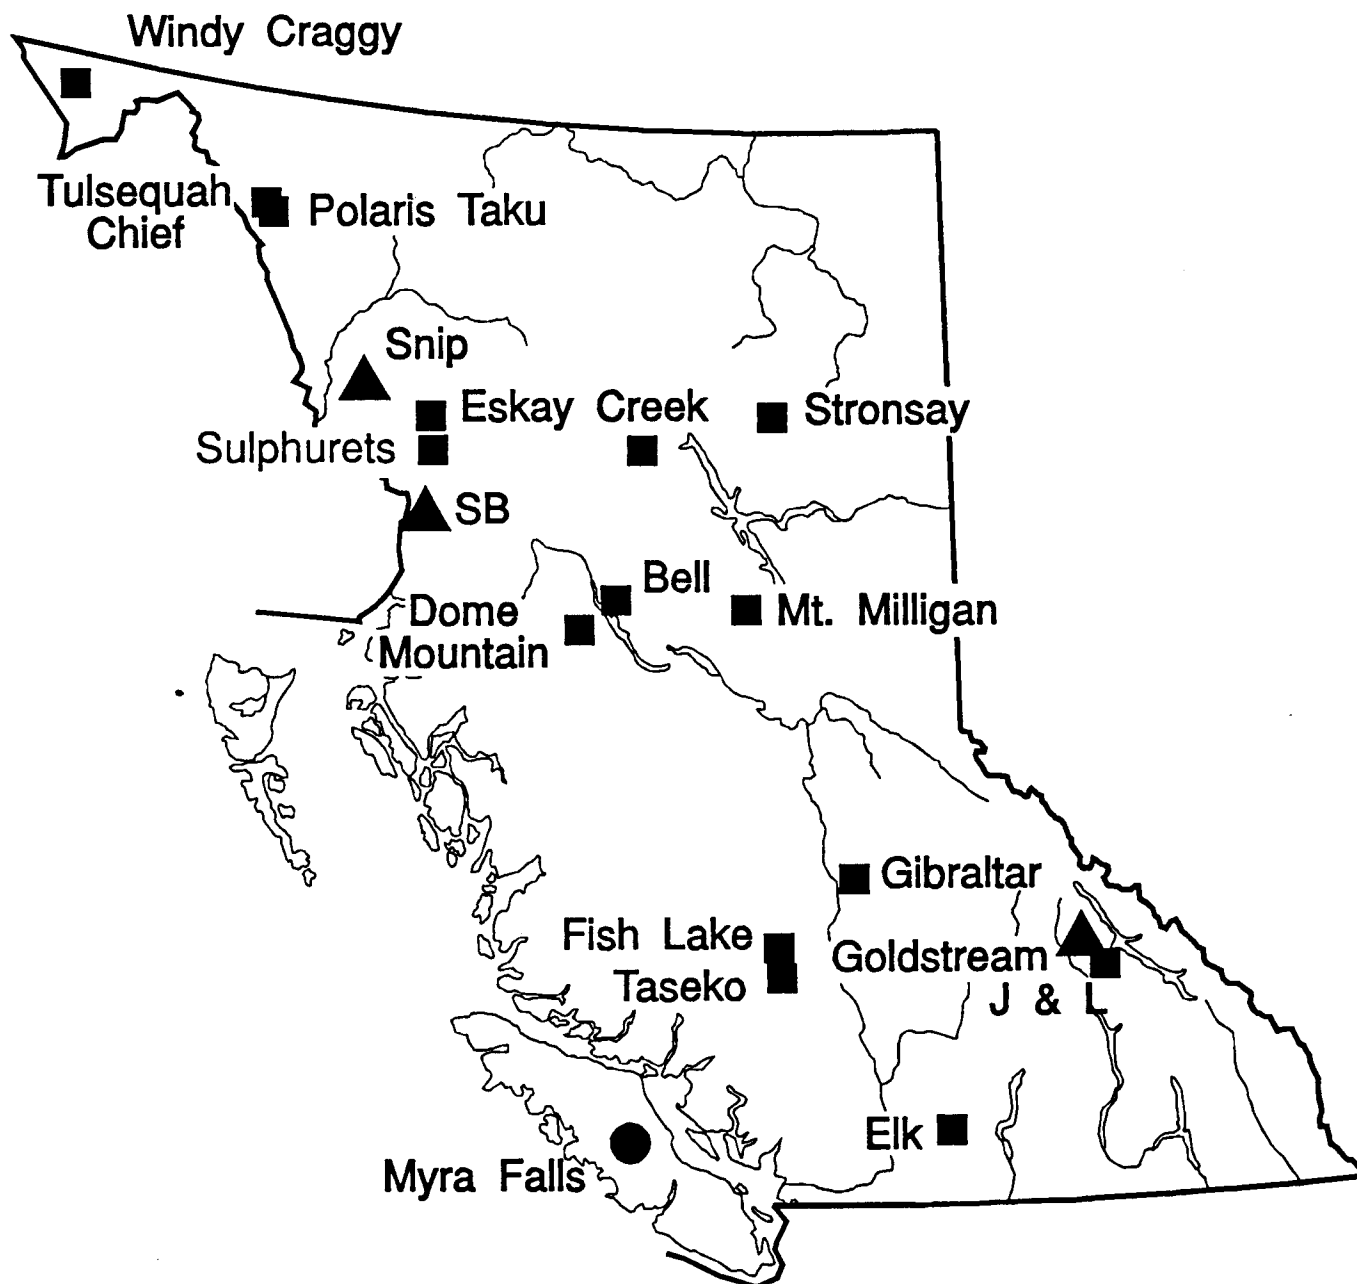 Windy Craggy
Tulsequah
Chief
Polaris Taku
Snip
Eskay Creek
Stronsay
Sulphurets
SB
Bell
Dome
Mountain
Mt. Milligan
Gibraltar
Fish Lake
Goldstream
Taseko
J & L
Elk
Myra Falls